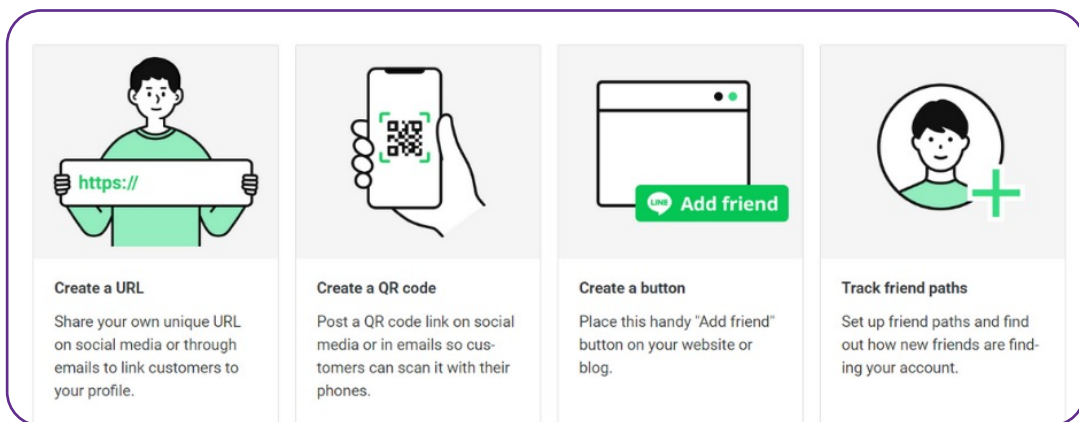 https://
LINE
Add friend
Create a URL
Share your own unique URL
on social media or through
emails to link customers to
your profile.
Create a QR code
Post a QR code link on social
media or in emails so cus-
tomers can scan it with their
phones.
Create a button
Place this handy "Add friend"
button on your website or
blog.
Track friend paths
Set up friend paths and find
out how new friends are find-
ing your account.